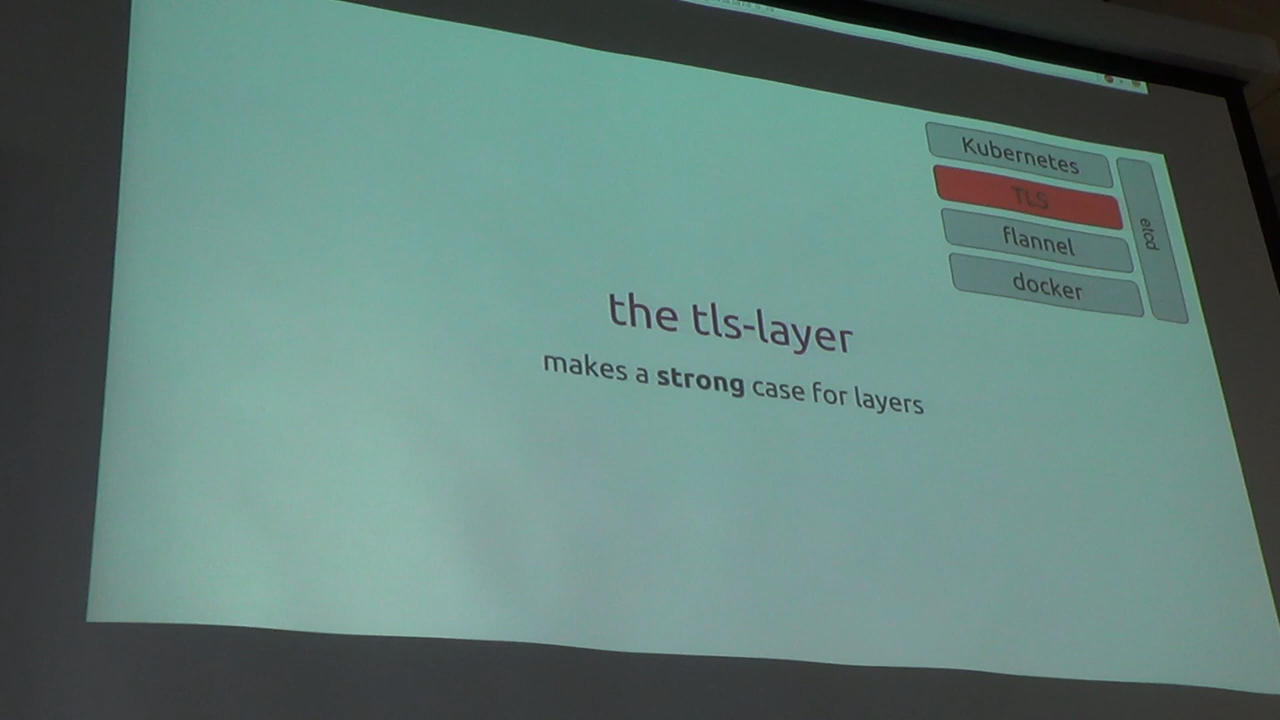 Kubernetes
TLS
flannel
docker
etcd
the tls-layer
makes a strong case for layers